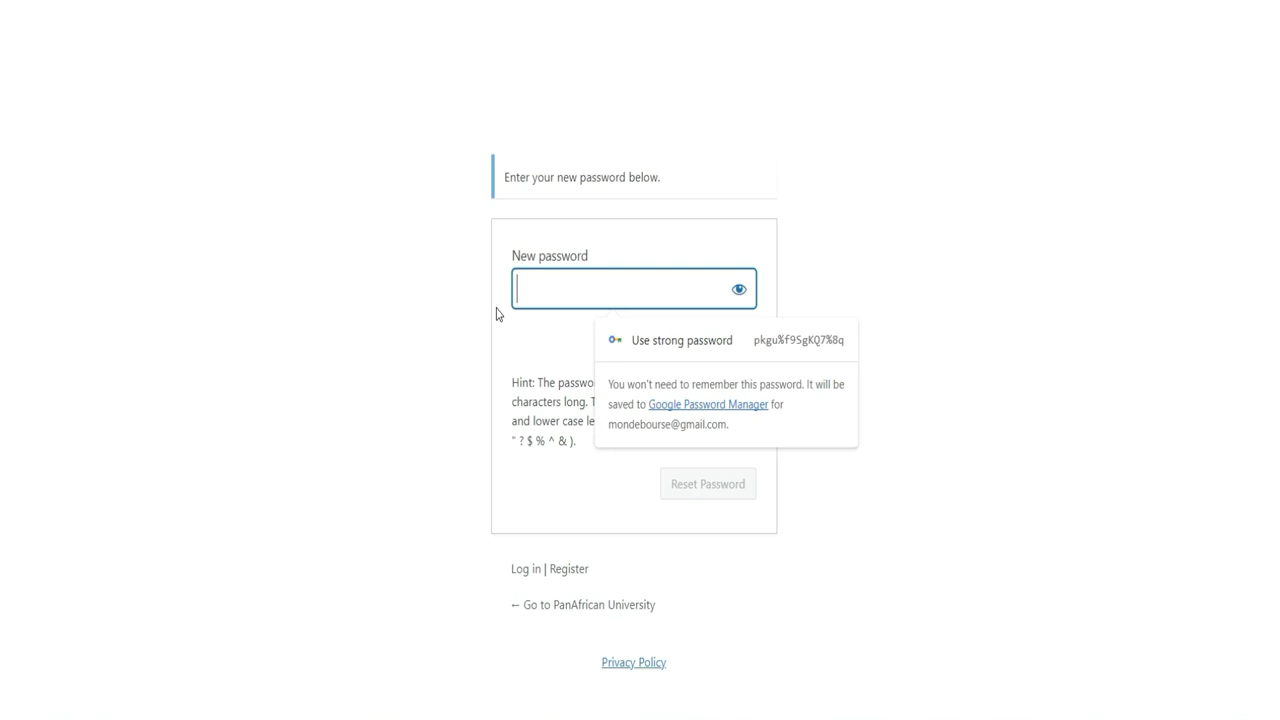 Enter your new password below.
New password
Use strong password pkgu%f9SgKQ7%8q
You won't need to remember this password. It will be
saved to Google Password Manager for
mondebourse@gmail.com.
Hint: The
characters long.
and lower case
" ? $ % ^ & ).
Reset Password
Log in | Register
← Go to PanAfrican University
Privacy Policy